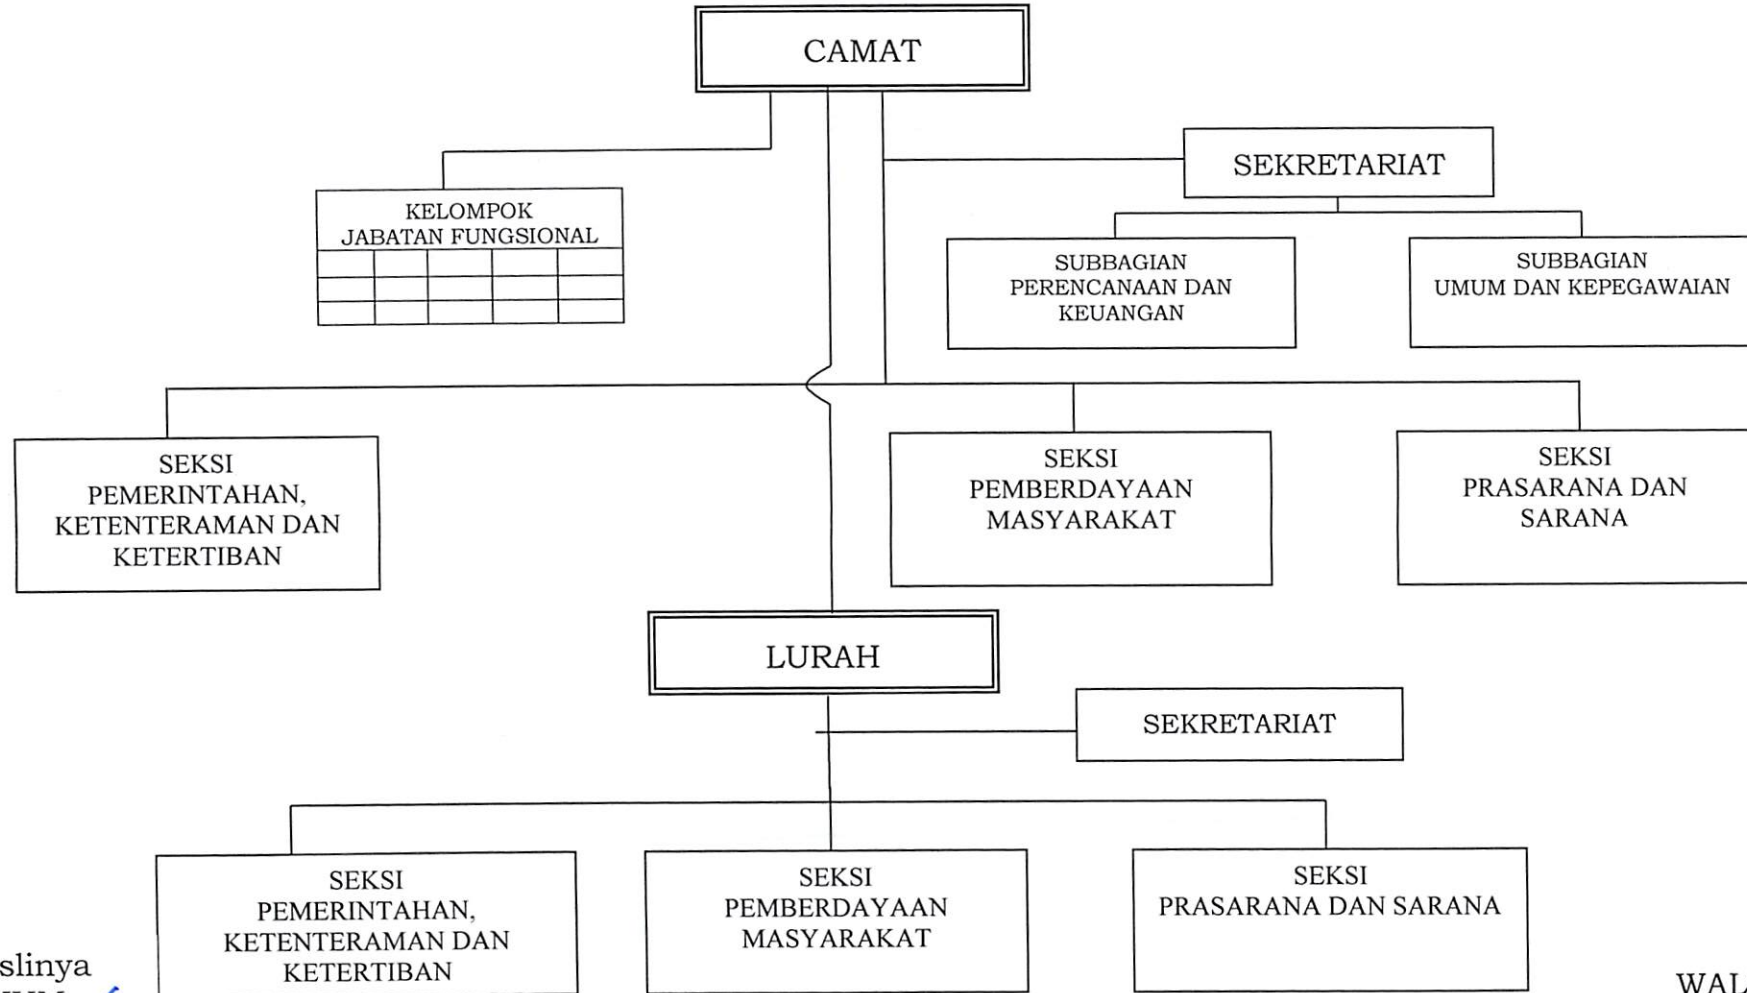 CAMAT
SEKRETARIAT
KELOMPOK
JABATAN FUNGSIONAL
SUBBAGIAN
PERENCANAAN DAN
KEUANGAN
SUBBAGIAN
UMUM DAN KEPEGAWAIAN
SEKSI
PEMERINTAHAN,
KETENTERAMAN DAN
KETERTIBAN
SEKSI
PEMBERDAYAAN
MASYARAKAT
SEKSI
PRASARANA DAN
SARANA
LURAH
SEKRETARIAT
SEKSI
PEMERINTAHAN,
KETENTERAMAN DAN
KETERTIBAN
SEKSI
PEMBERDAYAAN
MASYARAKAT
SEKSI
PRASARANA DAN SARANA
slinya
WAL